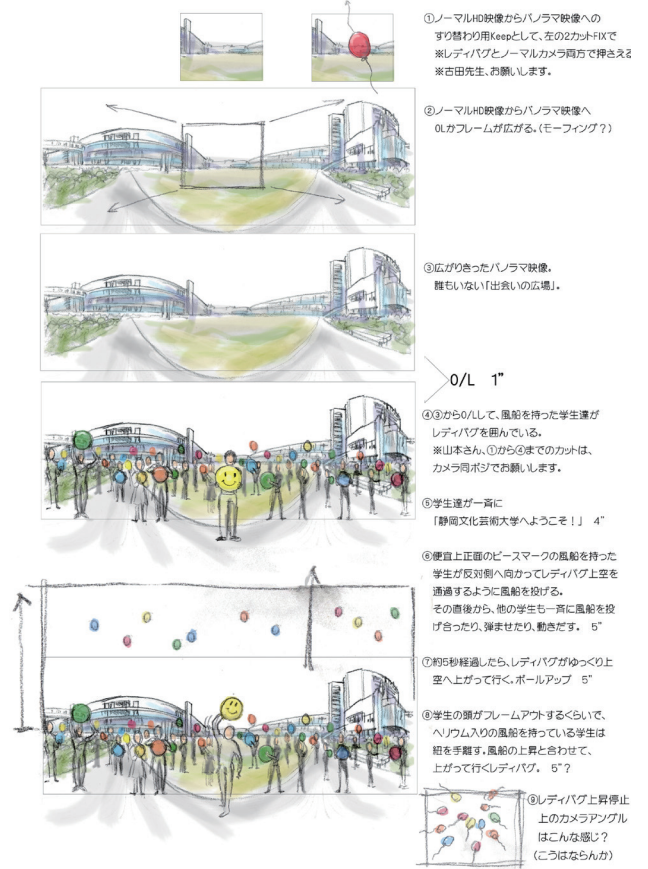 ①ノーマルHD映像からパノラマ映像への
すり替わり用Keepとして、左の2カットFIXで
※レディバグとノーマルカメラ両方で押さえる
※古田先生、お願いします。
②ノーマルHD映像からパノラマ映像へ
OLかフレームが広がる。（モーフィング？）
③広がりきったパノラマ映像。
誰もいない「出会いの広場」。
O/L 1”
④③からO/Lして、風船を持った学生達が
レディバグを囲んでいる。
※山本さん、①から④までのカットは、
カメラ同ポジでお願いします。
⑤学生達が一斉に
「静岡文化芸術大学へようこそ！」 4”
⑥便宜上正面のピースマークの風船を持った
学生が反対側へ向かってレディバグ上空を
通過するように風船を投げる。
その直後から、他の学生も一斉に風船を投
げ合ったり、弾ませたり、動きだす。 5”
⑦約5秒経過したら、レディバグがゆっくり上
空へ上がって行く。ポールアップ 5”
⑧学生の頭がフレームアウトするくらいで、
ヘリウム入りの風船を持っている学生は
紐を手離す。風船の上昇と合わせて、
上がって行くレディバグ。 5”？
⑨レディバグ上昇停止
上のカメラアングル
はこんな感じ？
（こうはならんか）